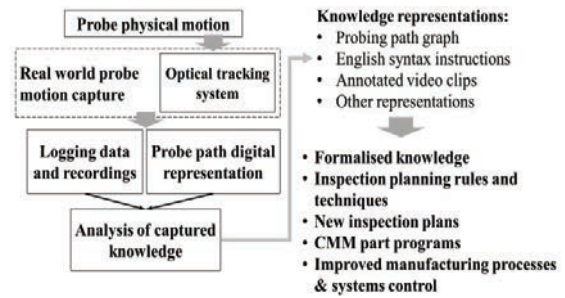 Probe physical motion
Real world probe
motion capture
Optical tracking
system
Logging data
and recordings
Probe path digital
representation
Analysis of captured
knowledge
Knowledge representations:
• Probing path graph
• English syntax instructions
• Annotated video clips
• Other representations
• Formalised knowledge
• Inspection planning rules and
techniques
• New inspection plans
• CMM part programs
• Improved manufacturing processes
& systems control